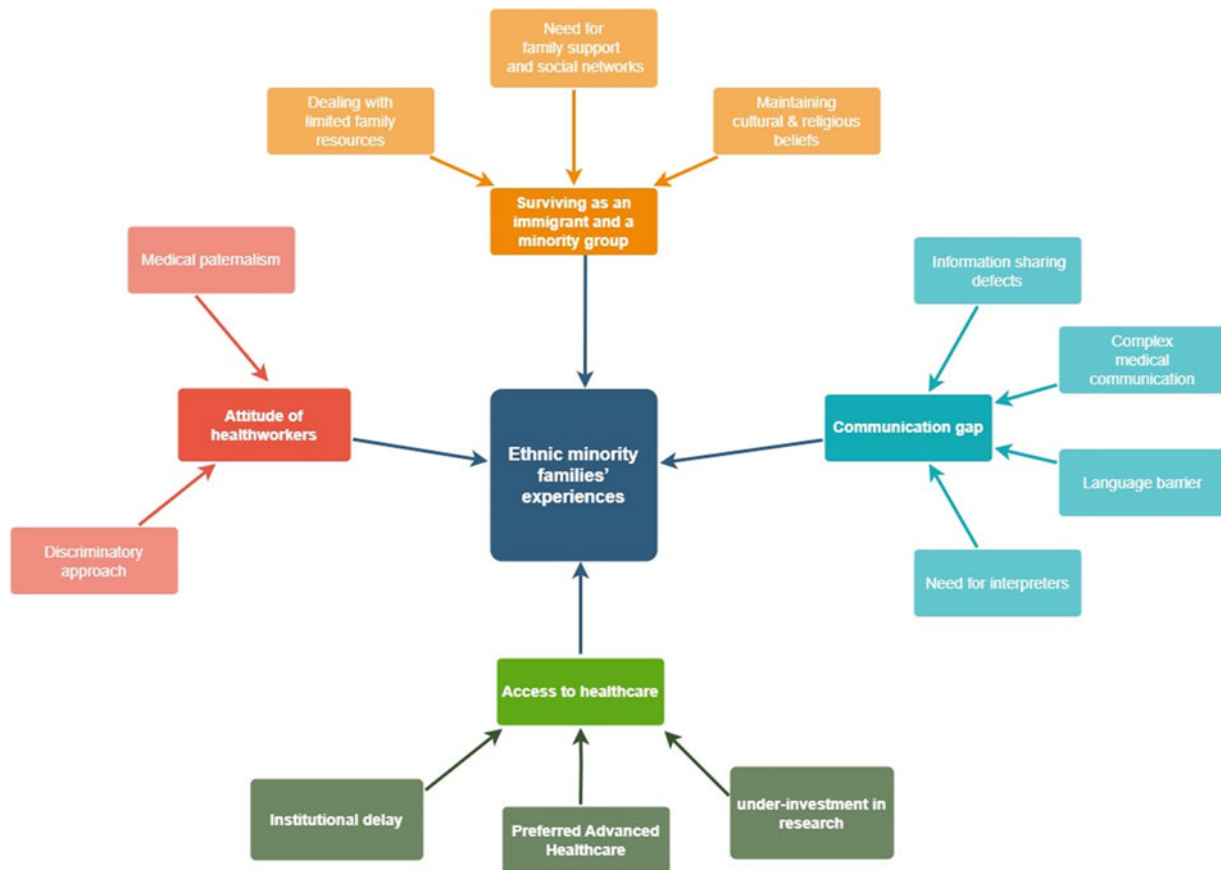 Need for
family support
and social networks
Dealing with
limited family
resources
Maintaining
cultural & religious
beliefs
Surviving as an
immigrant and a
minority group
Medical paternalism
Information sharing
defects
Complex
medical
communication
Attitude of
healthworkers
Ethnic minority
families'
experiences
Communication gap
Language barrier
Discriminatory
approach
Need for interpreters
Access to healthcare
Institutional delay
Preferred Advanced
Healthcare
under-investment in
research